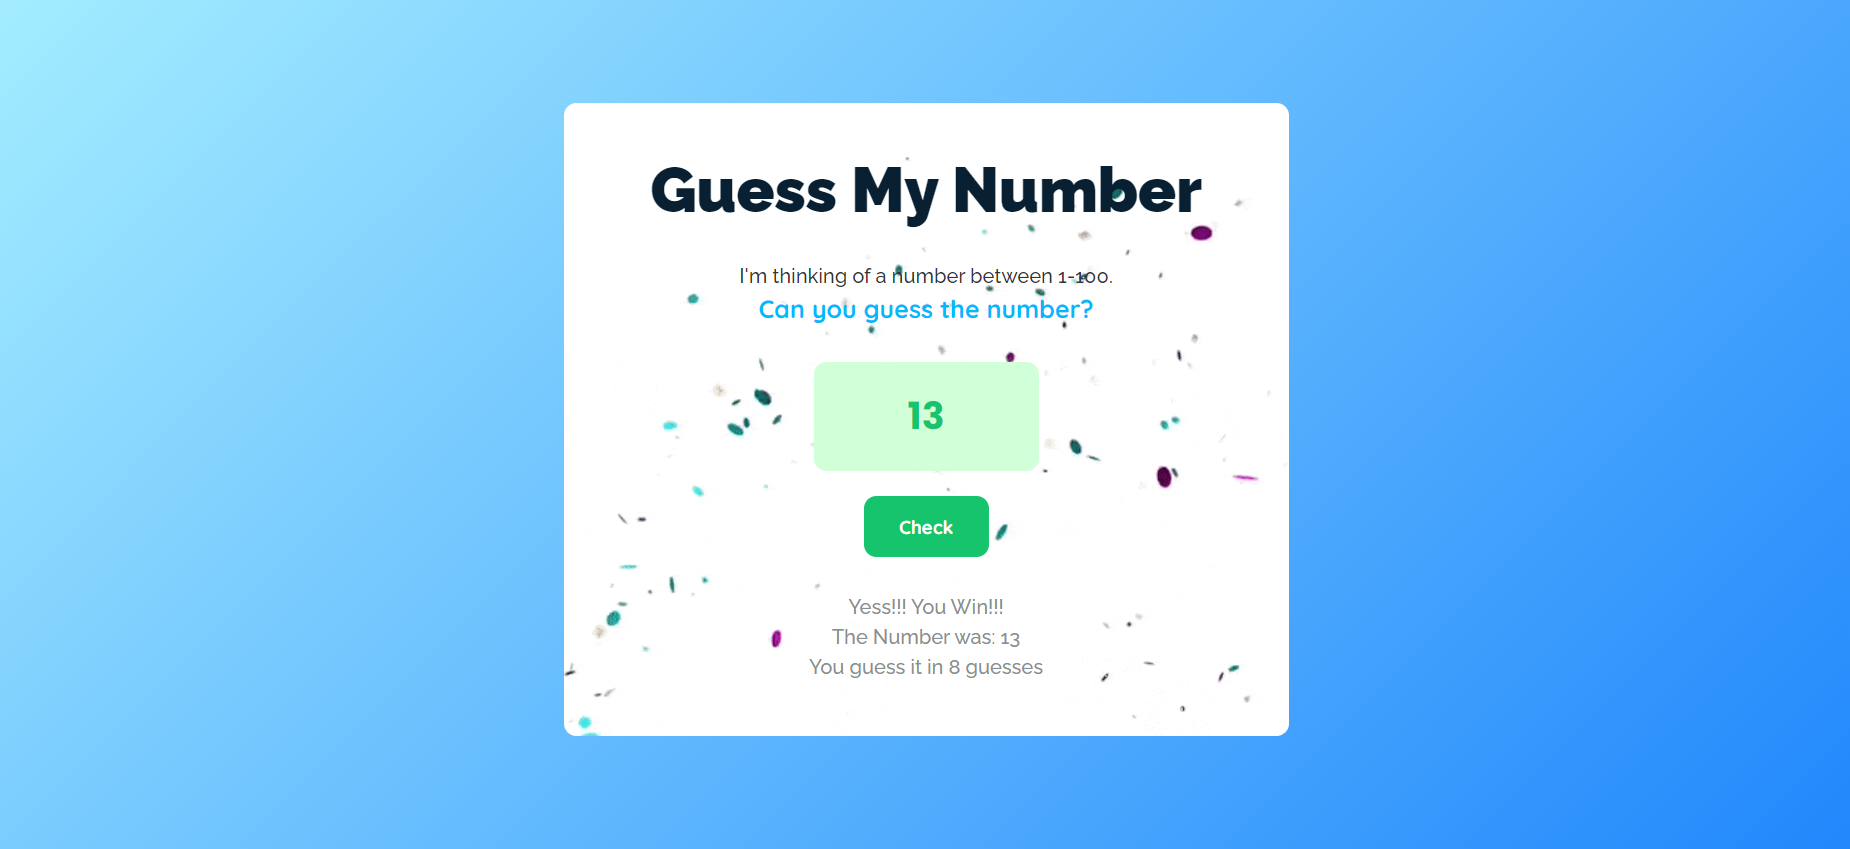 Guess My Number
I'm thinking of a number between 1-100.
Can you guess the number?
13
Check
Yess!!! You Win!!!
The Number was: 13
You guess it in 8 guesses